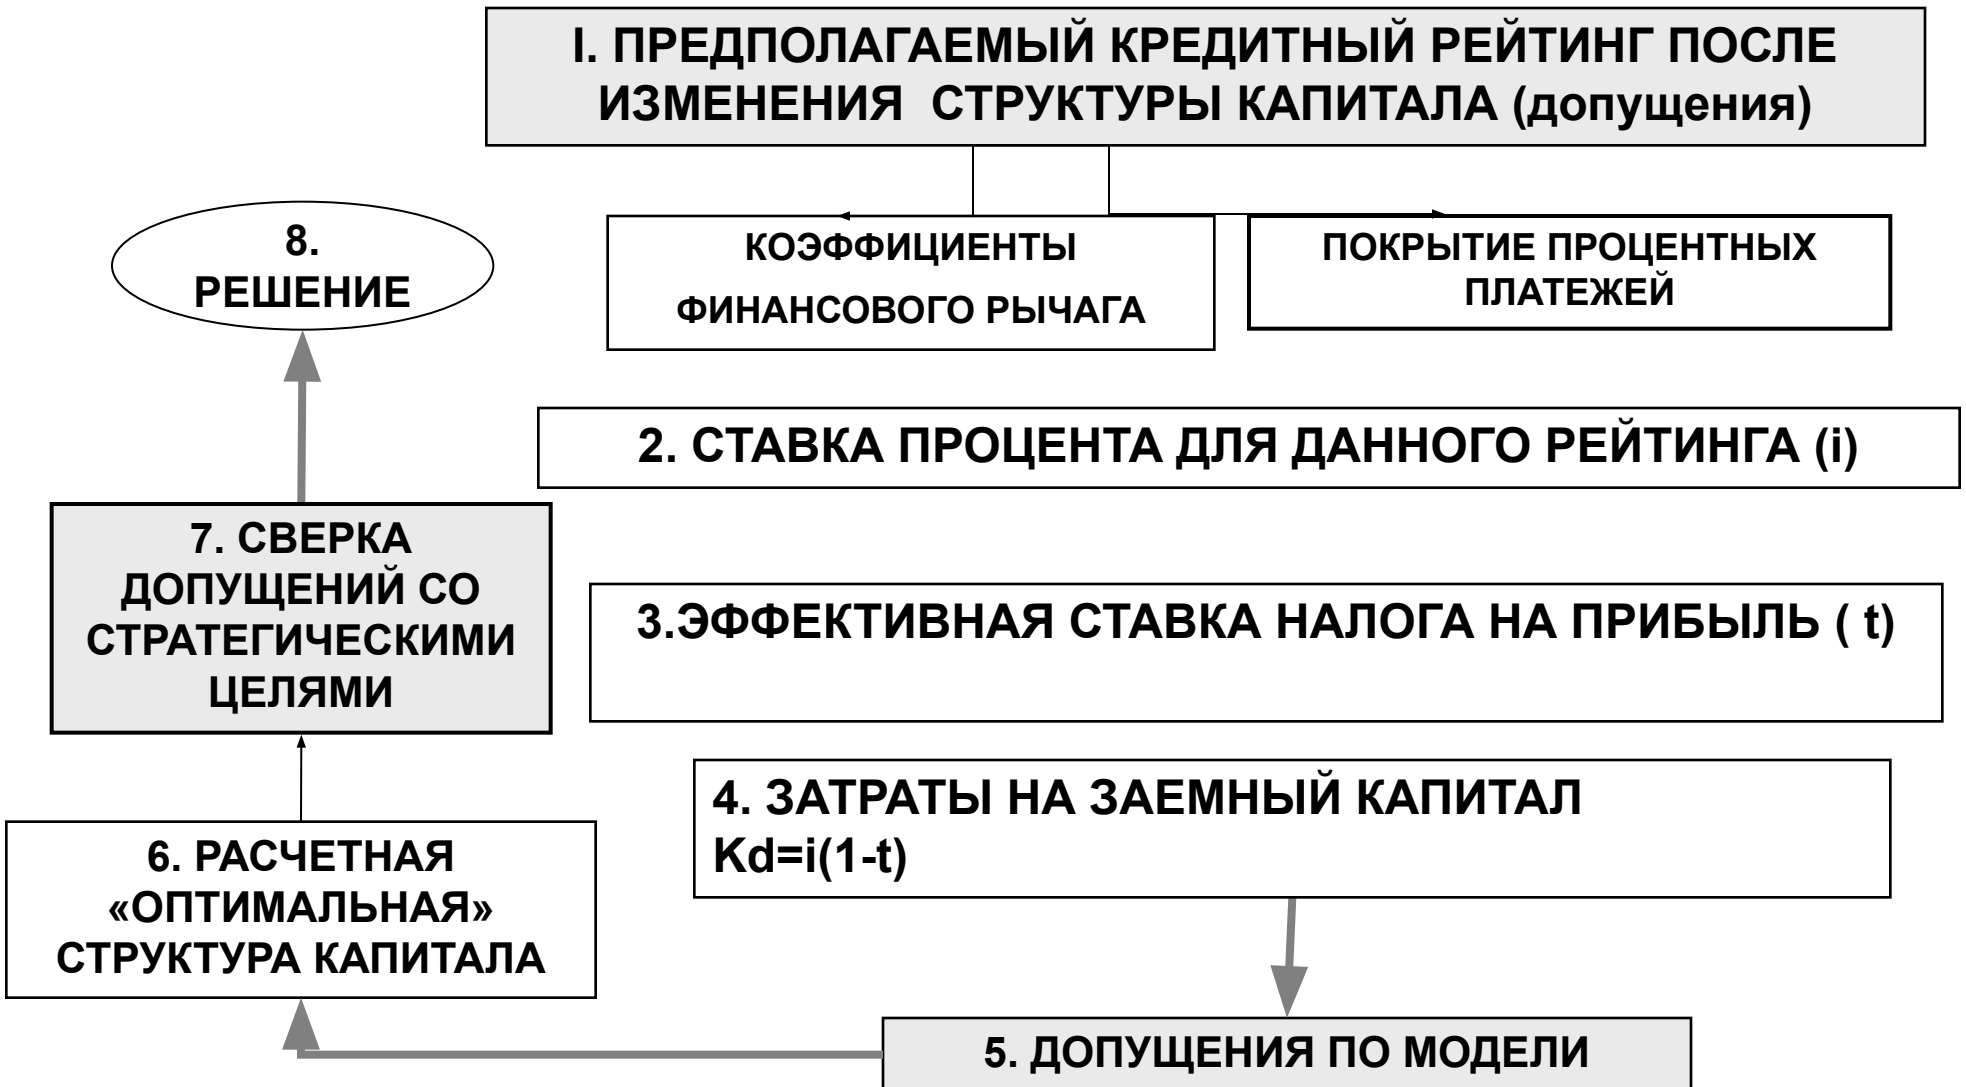 I. ПРЕДПОЛАГАЕМЫЙ КРЕДИТНЫЙ РЕЙТИНГ ПОСЛЕ
ИЗМЕНЕНИЯ СТРУКТУРЫ КАПИТАЛА (допущения)
КОЭФФИЦИЕНТЫ
ФИНАНСОВОГО РЫЧАГА
ПОКРЫТИЕ ПРОЦЕНТНЫХ
ПЛАТЕЖЕЙ
2. СТАВКА ПРОЦЕНТА ДЛЯ ДАННОГО РЕЙТИНГА (i)
3.ЭФФЕКТИВНАЯ СТАВКА НАЛОГА НА ПРИБЫЛЬ ( t)
4. ЗАТРАТЫ НА ЗАЕМНЫЙ КАПИТАЛ
Kd=i(1-t)
5. ДОПУЩЕНИЯ ПО МОДЕЛИ
6. РАСЧЕТНАЯ
«ОПТИМАЛЬНАЯ»
СТРУКТУРА КАПИТАЛА
7. СВЕРКА
ДОПУЩЕНИЙ СО
СТРАТЕГИЧЕСКИМИ
ЦЕЛЯМИ
8.
РЕШЕНИЕ